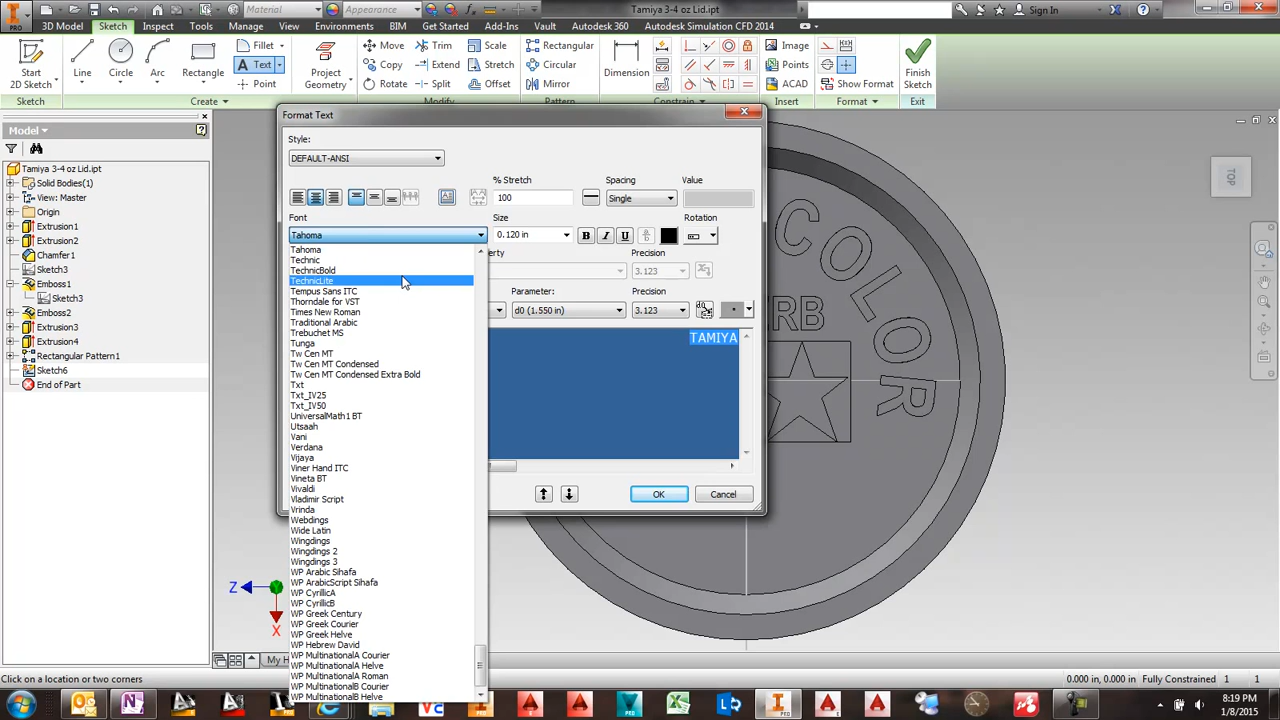 PRO
Material
Appearance
Tamiya 3-4 oz Lid.ipt
Sign In
3D Model
Sketch
Inspect
Tools
Manage
View
Environments
BIM
Get Started
Add-Ins
Vault
Autodesk 360
Autodesk Simulation CFD 2014
Start
2D Sketch
Line
Circle
Arc
Rectangle
Fillet
Text
Point
Project
Geometry
Move
Copy
Rotate
Trim
Extend
Split
Scale
Stretch
Offset
Rectangular
Circular
Mirror
Dimension
Image
Points
ACAD
Show Format
Finish
Sketch
Sketch
Create
Modify
Pattern
Constrain
Insert
Format
Exit
Model
Tamiya 3-4 oz Lid.ipt
Solid Bodies(1)
View: Master
Origin
Extrusion1
Extrusion2
Chamfer1
Sketch3
Emboss1
Sketch3
Emboss2
Extrusion3
Extrusion4
Rectangular Pattern1
Sketch6
End of Part
Format Text
Style:
DEFAULT-ANSI
% Stretch
Spacing
Value
100
Single
Font
Size
Rotation
Tahoma
0.120 in
B I U
Precision
3.123
Parameter:
Precision
d0 (1.550 in)
3.123
TAMIYA
OK
Cancel
Tahoma
Technic
TechnicBold
TechnicLite
Tempus Sans ITC
Thorndale for VST
Times New Roman
Traditional Arabic
Trebuchet MS
Tunga
Tw Cen MT
Tw Cen MT Condensed
Tw Cen MT Condensed Extra Bold
Txt
Txt_IV25
Txt_IV50
UniversalMath1 BT
Utsaah
Vani
Verdana
Vijaya
Viner Hand ITC
Vineta BT
Vivaldi
Vladimir Script
Vrinda
Webdings
Wide Latin
Wingdings
Wingdings 2
Wingdings 3
WP Arabic Sihafa
WP ArabicScript Sihafa
WP CyrillicA
WP CyrillicB
WP Greek Century
WP Greek Courier
WP Greek Helve
WP Hebrew David
WP MultinationalA Courier
WP MultinationalA Helve
WP MultinationalA Roman
WP MultinationalB Courier
WP MultinationalB Helve
COLOR
TOP
Z
X
Click on a location or two corners
0.000 in, 0.000 in
Fully Constrained
1
1
8:19 PM
1/8/2015